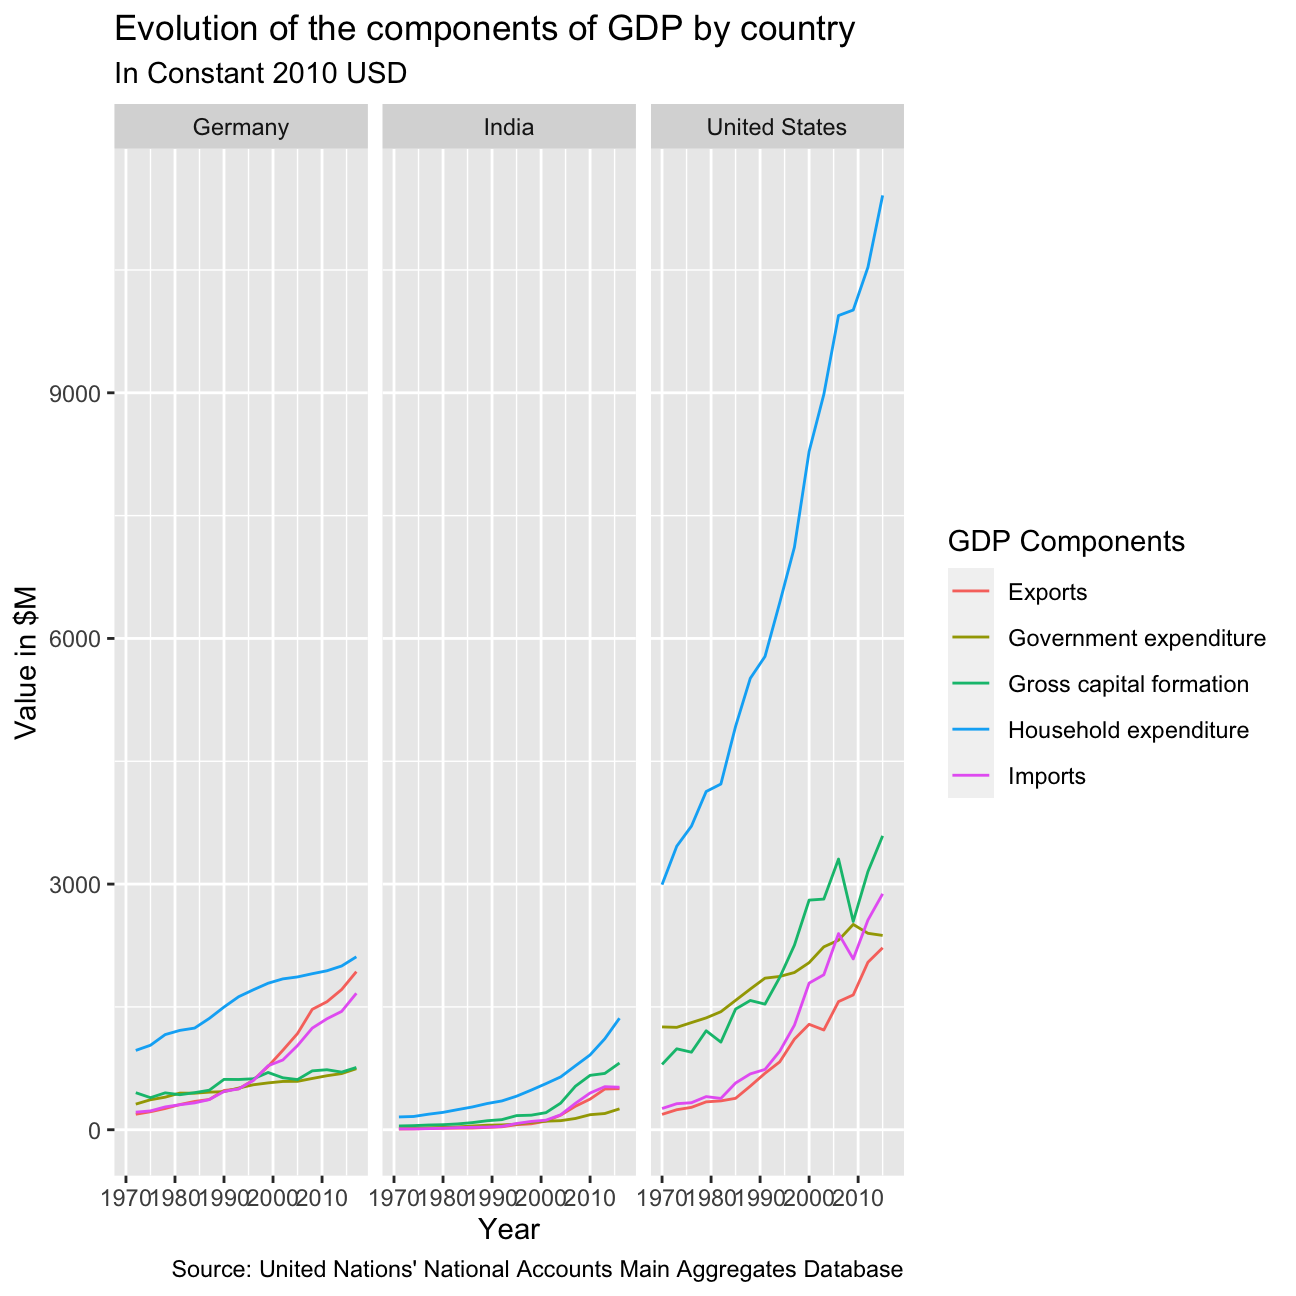 Evolution of the components of GDP by country
In Constant 2010 USD
Germany India United States
9000
6000
3000
0
Value in $M
1970 1980 1990 2000 2010 1970 1980 1990 2000 2010 1970 1980 1990 2000 2010
Year
GDP Components
Exports
Government expenditure
Gross capital formation
Household expenditure
Imports
Source: United Nations' National Accounts Main Aggregates Database